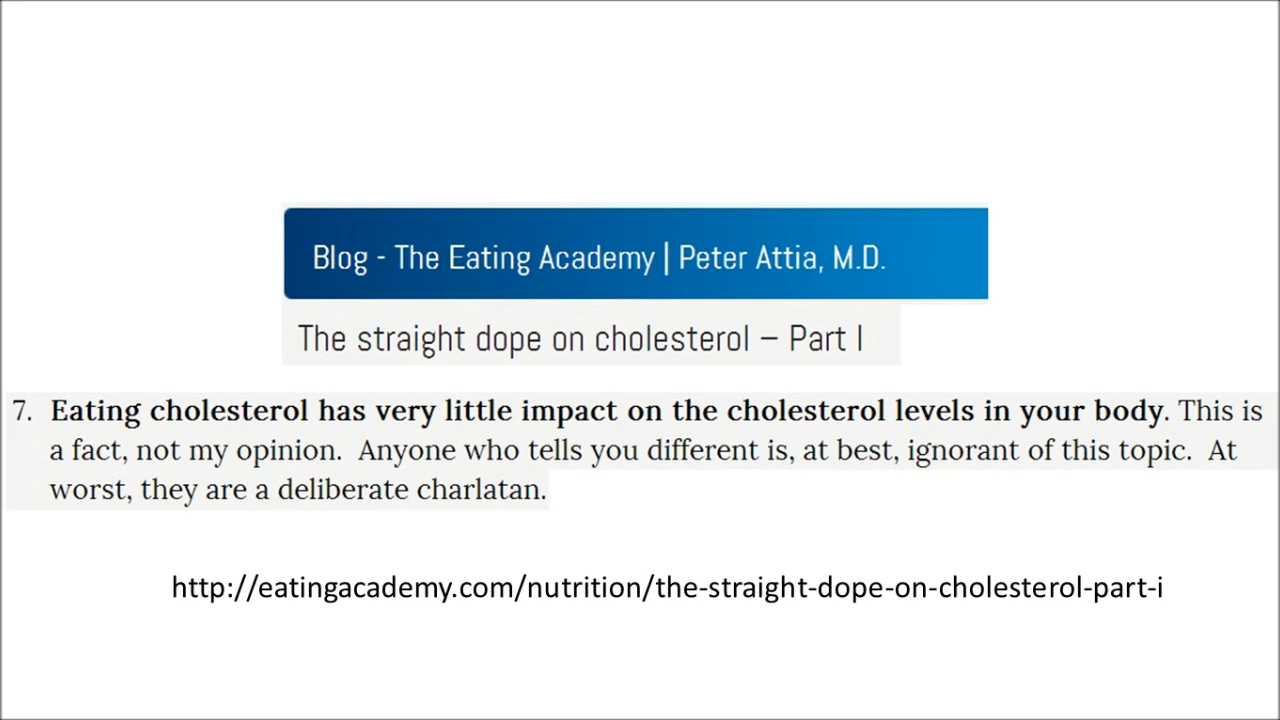 Blog - The Eating Academy | Peter Attia, M.D.
The straight dope on cholesterol – Part I
7. Eating cholesterol has very little impact on the cholesterol levels in your body. This is
a fact, not my opinion. Anyone who tells you different is, at best, ignorant of this topic. At
worst, they are a deliberate charlatan.
http://eatingacademy.com/nutrition/the-straight-dope-on-cholesterol-part-i